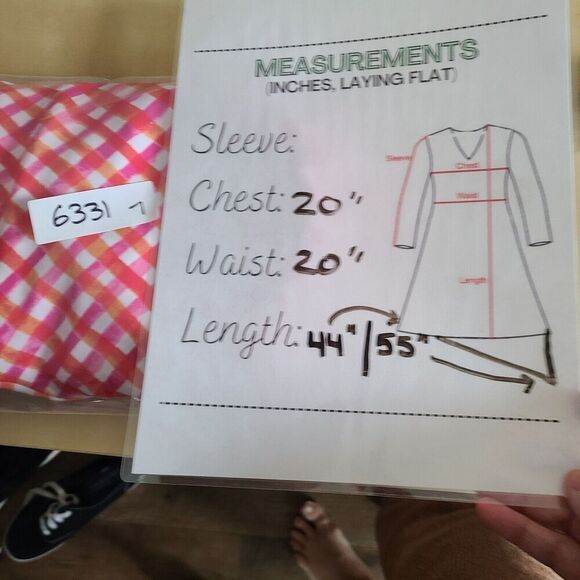 MEASUREMENTS
(INCHES, LAYING FLAT)
Sleeve:
Chest: 20"
Waist: 20"
Length: 44"/55"
Sleeve
Chest
Waist
Length
6331 7